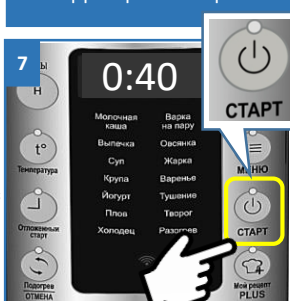 7
0:40
СТАРТ
Молочная каша
Варка на пару
Выпечка
Овсянка
Суп
Жарка
Крупа
Варенье
Йогурт
Тушение
Плов
Творог
Холодец
Разогрев
Н
t°
Температура
Отложенный старт
Подогрев
ОТМЕНА
МЕНЮ
СТАРТ
Мой рецепт
PLUS